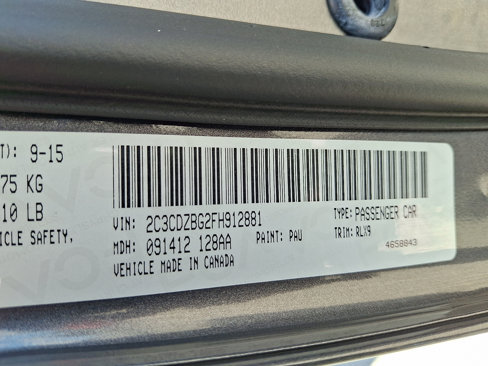 T): 9-15
75 KG
10 LB
ICLE SAFETY,
VIN: 2C3CDZBG2FH912881
TYPE: PASSENGER CAR
MDH: 091412 128AA
PAINT: PAU
TRIM: RLX9
VEHICLE MADE IN CANADA
4658843